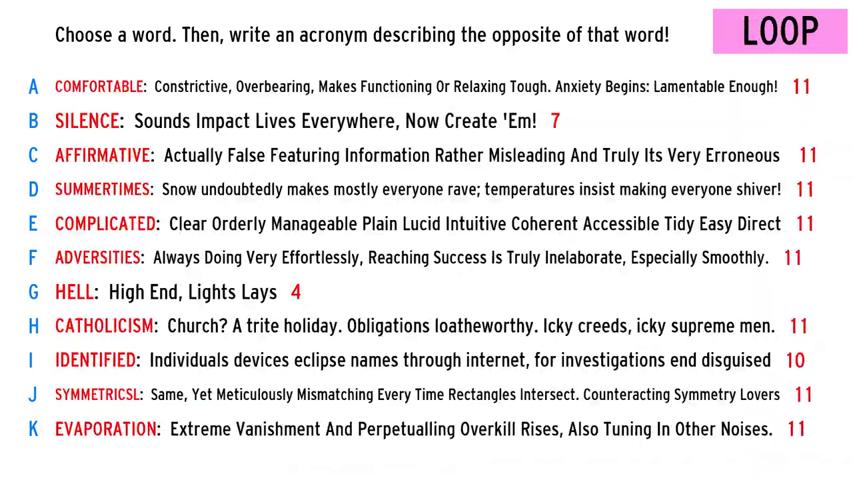 Choose a word. Then, write an acronym describing the opposite of that word!
LOOP
A COMFORTABLE: Constrictive, Overbearing, Makes Functioning Or Relaxing Tough. Anxiety Begins: Lamentable Enough! 11
B SILENCE: Sounds Impact Lives Everywhere, Now Create 'Em! 7
C AFFIRMATIVE: Actually False Featuring Information Rather Misleading And Truly Its Very Erroneous 11
D SUMMERTIMES: Snow undoubtedly makes mostly everyone rave; temperatures insist making everyone shiver! 11
E COMPLICATED: Clear Orderly Manageable Plain Lucid Intuitive Coherent Accessible Tidy Easy Direct 11
F ADVERSITIES: Always Doing Very Effortlessly, Reaching Success Is Truly Inelaborate, Especially Smoothly. 11
G HELL: High End, Lights Lays 4
H CATHOLICISM: Church? A trite holiday. Obligations loatheworthy. Icky creeds, icky supreme men. 11
I IDENTIFIED: Individuals devices eclipse names through internet, for investigations end disguised 10
J SYMMETRICSL: Same, Yet Meticulously Mismatching Every Time Rectangles Intersect. Counteracting Symmetry Lovers 11
K EVAPORATION: Extreme Vanishment And Perpetualling Overkill Rises, Also Tuning In Other Noises. 11